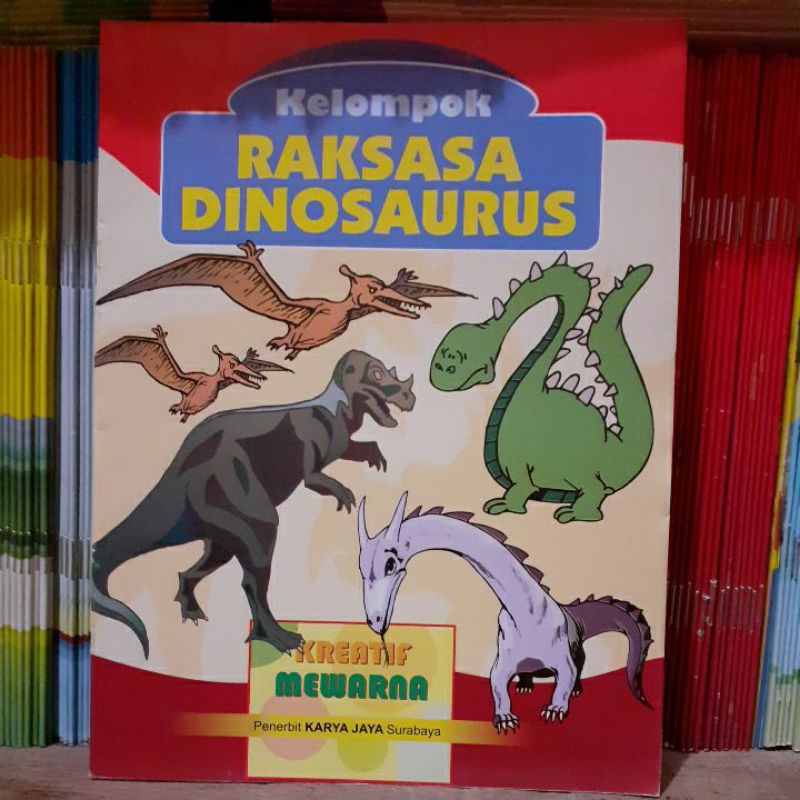 Kelompok
RAKSASA
DINOSAURUS
KREATIF
MEWARNA
Penerbit KARYA JAYA Surabaya